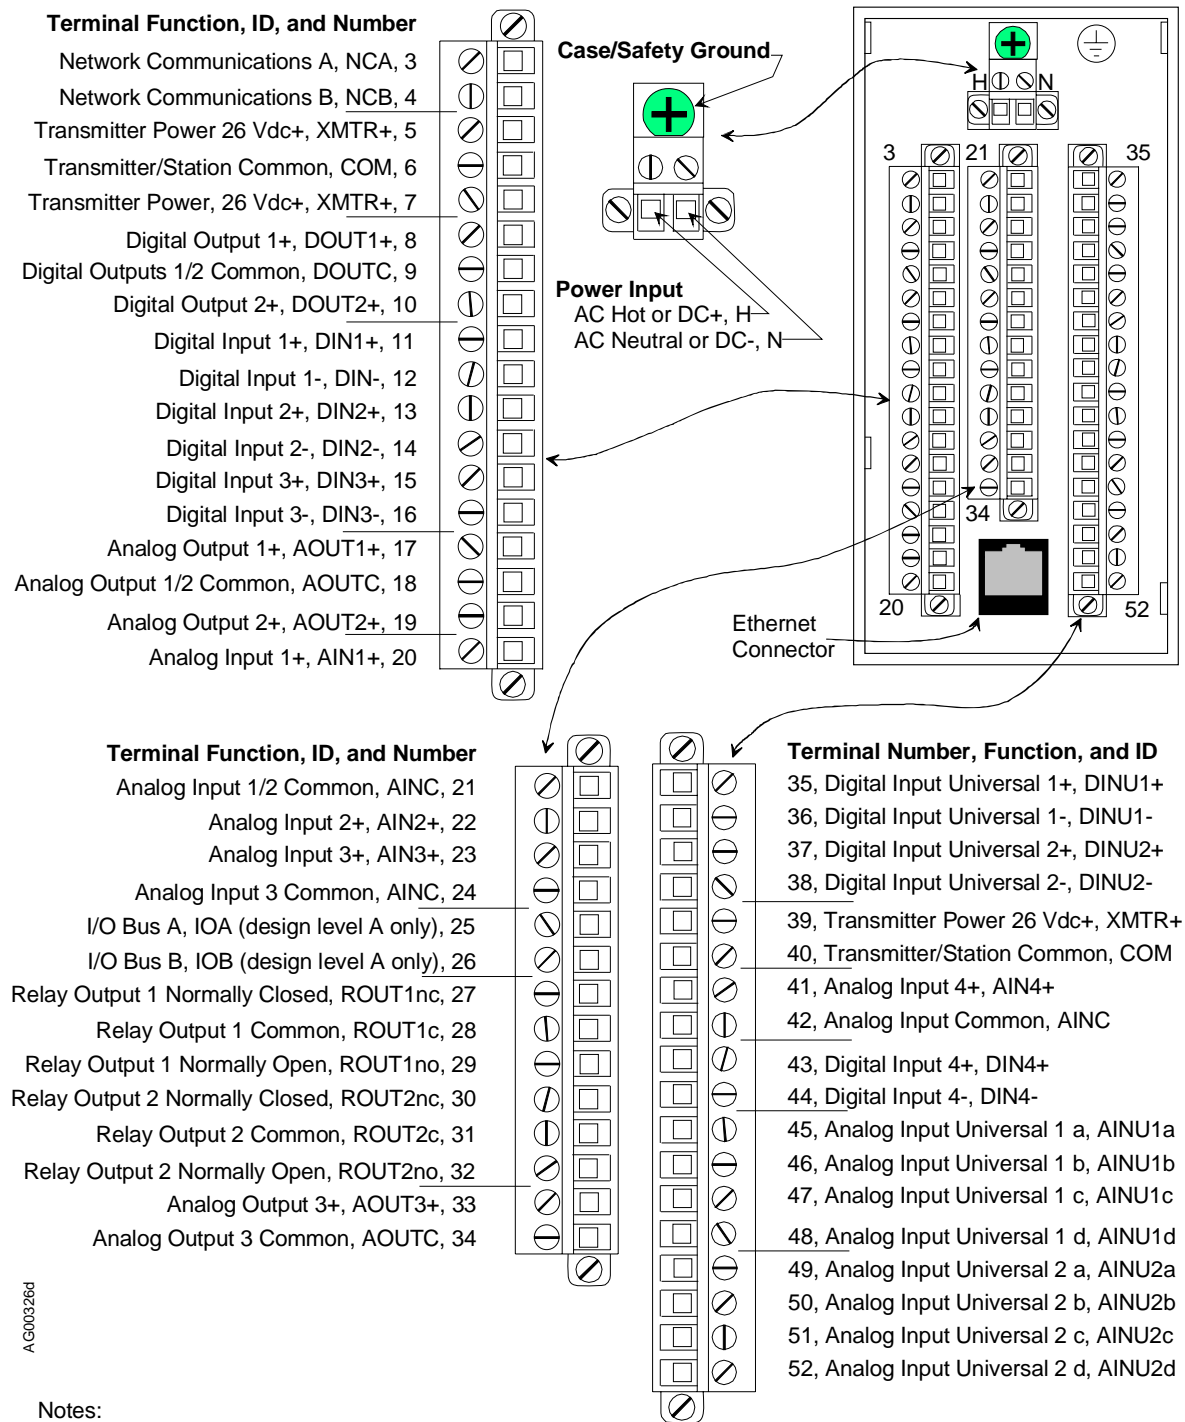 Terminal Function, ID, and Number
Network Communications A, NCA, 3
Network Communications B, NCB, 4
Transmitter Power 26 Vdc+, XMTR+, 5
Transmitter/Station Common, COM, 6
Transmitter Power, 26 Vdc+, XMTR+, 7
Digital Output 1+, DOUT1+, 8
Digital Outputs 1/2 Common, DOUTC, 9
Digital Output 2+, DOUT2+, 10
Digital Input 1+, DIN1+, 11
Digital Input 1-, DIN-, 12
Digital Input 2+, DIN2+, 13
Digital Input 2-, DIN2-, 14
Digital Input 3+, DIN3+, 15
Digital Input 3-, DIN3-, 16
Analog Output 1+, AOUT1+, 17
Analog Output 1/2 Common, AOUTC, 18
Analog Output 2+, AOUT2+, 19
Analog Input 1+, AIN1+, 20
Case/Safety Ground
Power Input
AC Hot or DC+, H
AC Neutral or DC-, N
H N
3 21 35
34
20 52
Ethernet
Connector
Terminal Function, ID, and Number
Analog Input 1/2 Common, AINC, 21
Analog Input 2+, AIN2+, 22
Analog Input 3+, AIN3+, 23
Analog Input 3 Common, AINC, 24
I/O Bus A, IOA (design level A only), 25
I/O Bus B, IOB (design level A only), 26
Relay Output 1 Normally Closed, ROUT1nc, 27
Relay Output 1 Common, ROUT1c, 28
Relay Output 1 Normally Open, ROUT1no, 29
Relay Output 2 Normally Closed, ROUT2nc, 30
Relay Output 2 Common, ROUT2c, 31
Relay Output 2 Normally Open, ROUT2no, 32
Analog Output 3+, AOUT3+, 33
Analog Output 3 Common, AOUTC, 34
Terminal Number, Function, and ID
35, Digital Input Universal 1+, DINU1+
36, Digital Input Universal 1-, DINU1-
37, Digital Input Universal 2+, DINU2+
38, Digital Input Universal 2-, DINU2-
39, Transmitter Power 26 Vdc+, XMTR+
40, Transmitter/Station Common, COM
41, Analog Input 4+, AIN4+
42, Analog Input Common, AINC
43, Digital Input 4+, DIN4+
44, Digital Input 4-, DIN4-
45, Analog Input Universal 1 a, AINU1a
46, Analog Input Universal 1 b, AINU1b
47, Analog Input Universal 1 c, AINU1c
48, Analog Input Universal 1 d, AINU1d
49, Analog Input Universal 2 a, AINU2a
50, Analog Input Universal 2 b, AINU2b
51, Analog Input Universal 2 c, AINU2c
52, Analog Input Universal 2 d, AINU2d
AG00326d
Notes: